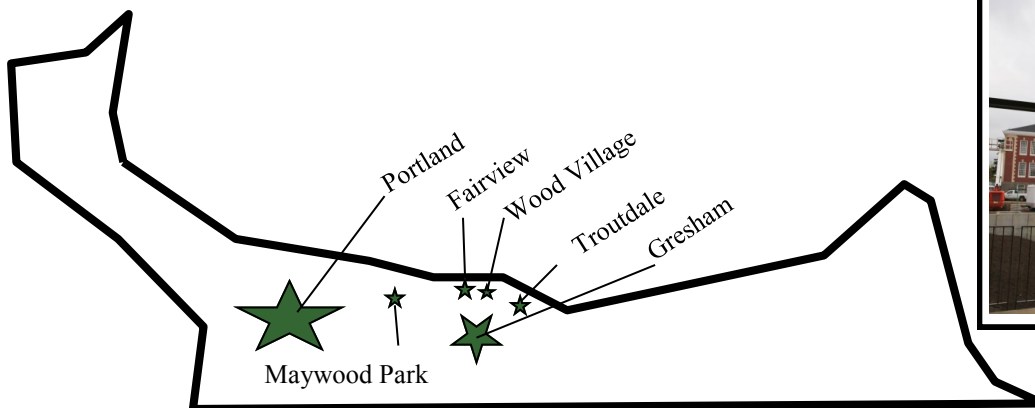 Portland
Fairview
Wood Village
Troutdale
Gresham
Maywood Park